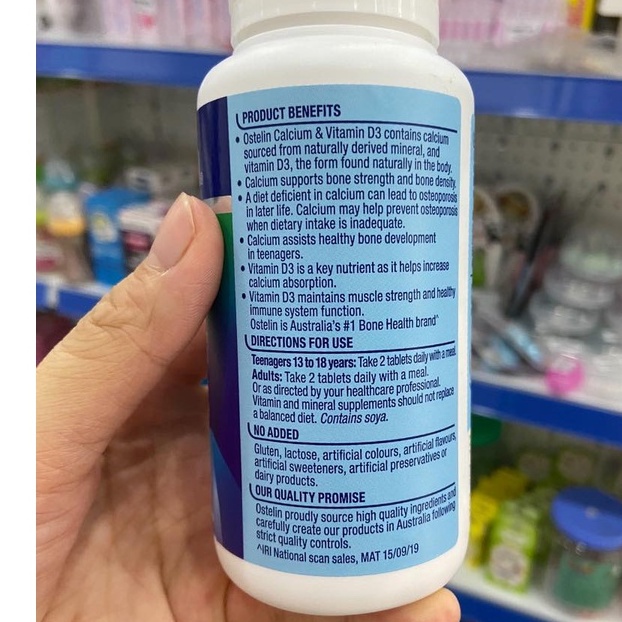 PRODUCT BENEFITS
• Ostelin Calcium & Vitamin D3 contains calcium
sourced from naturally derived mineral, and
vitamin D3, the form found naturally in the body.
• Calcium supports bone strength and bone density.
• A diet deficient in calcium can lead to osteoporosis
in later life. Calcium may help prevent osteoporosis
when dietary intake is inadequate.
• Calcium assists healthy bone development
in teenagers.
• Vitamin D3 is a key nutrient as it helps increase
calcium absorption.
• Vitamin D3 maintains muscle strength and healthy
immune system function.
Ostelin is Australia's #1 Bone Health brand^
DIRECTIONS FOR USE
Teenagers 13 to 18 years: Take 2 tablets daily with a meal.
Adults: Take 2 tablets daily with a meal.
Or as directed by your healthcare professional.
Vitamin and mineral supplements should not replace
a balanced diet. Contains soya.
NO ADDED
Gluten, lactose, artificial colours, artificial flavours,
artificial sweeteners, artificial preservatives or
dairy products.
OUR QUALITY PROMISE
Ostelin proudly source high quality ingredients and
carefully create our products in Australia following
strict quality controls.
^IRI National scan sales, MAT 15/09/19